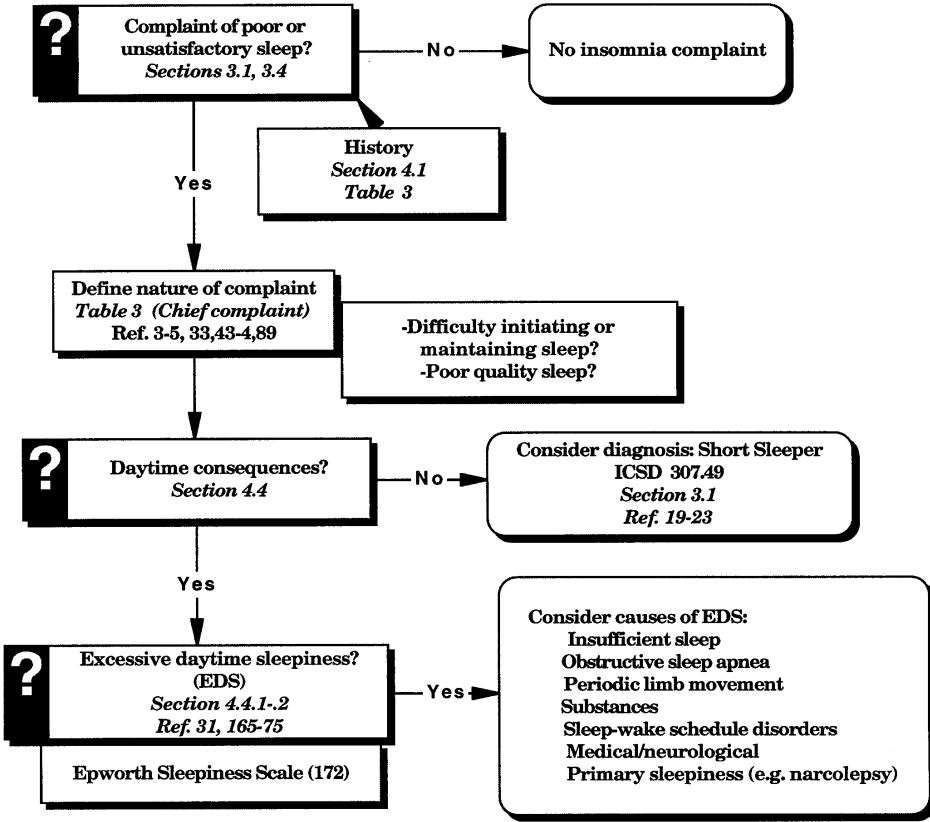 ?
Complaint of poor or
unsatisfactory sleep?
Sections 3.1, 3.4
No
No insomnia complaint
History
Section 4.1
Table 3
Yes
Define nature of complaint
Table 3 (Chief complaint)
Ref. 3-5, 33,43-4,89
-Difficulty initiating or
maintaining sleep?
-Poor quality sleep?
?
Daytime consequences?
Section 4.4
No
Consider diagnosis: Short Sleeper
ICSD 307.49
Section 3.1
Ref. 19-23
Yes
?
Excessive daytime sleepiness?
(EDS)
Section 4.4.1-.2
Ref. 31, 165-75
Epworth Sleepiness Scale (172)
Yes
Consider causes of EDS:
Insufficient sleep
Obstructive sleep apnea
Periodic limb movement
Substances
Sleep-wake schedule disorders
Medical/neurological
Primary sleepiness (e.g. narcolepsy)